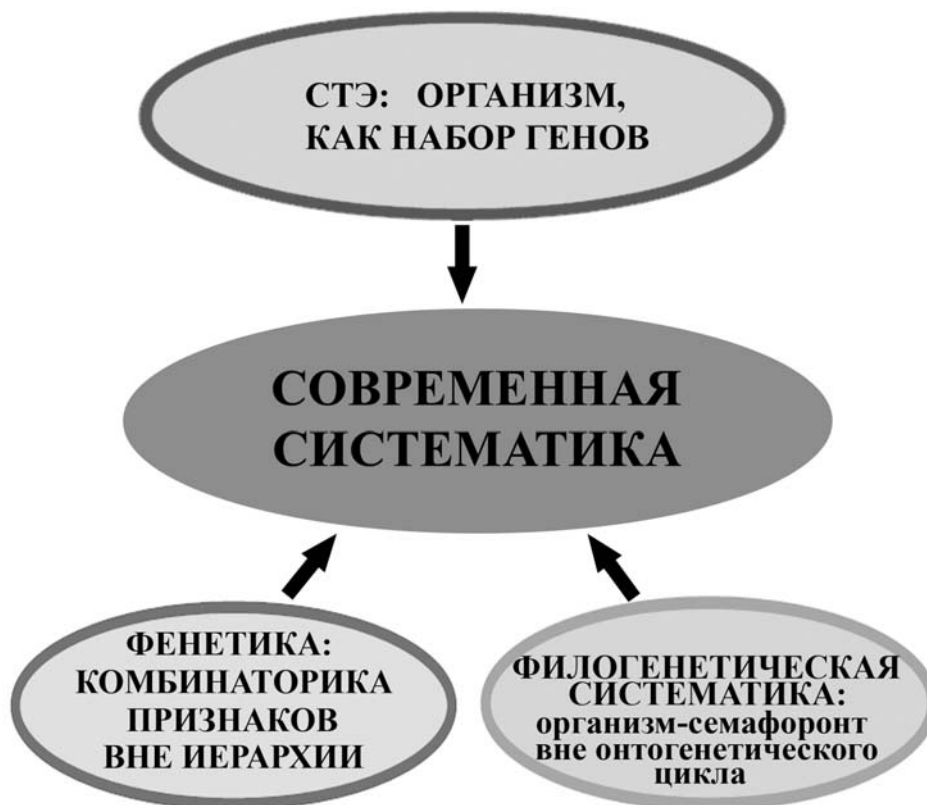 СТЭ: ОРГАНИЗМ,
КАК НАБОР ГЕНОВ
СОВРЕМЕННАЯ
СИСТЕМАТИКА
ФЕНЕТИКА:
КОМБИНАТОРИКА
ПРИЗНАКОВ
ВНЕ ИЕРАРХИИ
ФИЛОГЕНЕТИЧЕСКАЯ
СИСТЕМАТИКА:
организм-семафоронт
вне онтогенетического
цикла